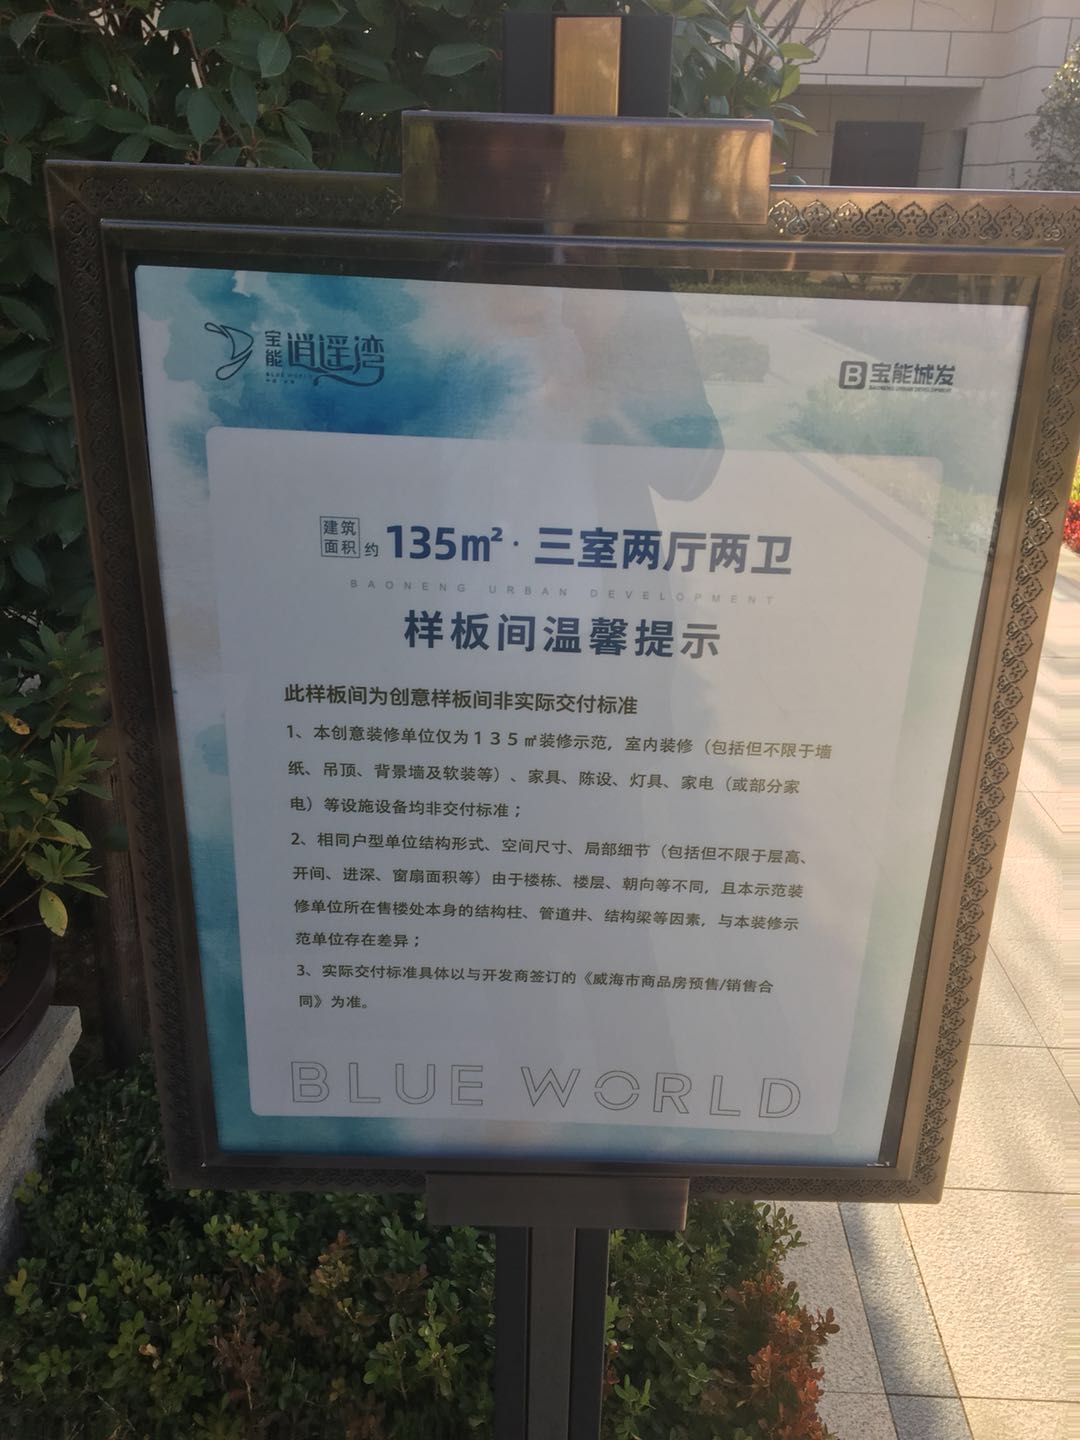 宝能 逍遥湾
BLUE WORLD
宝能城发
BAONENG URBAN DEVELOPMENT
建筑面积 约 135㎡·三室两厅两卫
BAONENG URBAN DEVELOPMENT
样板间温馨提示
此样板间为创意样板间非实际交付标准
1、本创意装修单位仅为135㎡装修示范，室内装修（包括但不限于墙
纸、吊顶、背景墙及软装等）、家具、陈设、灯具、家电（或部分家
电）等设施设备均非交付标准；
2、相同户型单位结构形式、空间尺寸、局部细节（包括但不限于层高、
开间、进深、窗扇面积等）由于楼栋、楼层、朝向等不同，且本示范装
修单位所在售楼处本身的结构柱、管道井、结构梁等因素，与本装修示
范单位存在差异；
3、实际交付标准具体以与开发商签订的《威海市商品房预售/销售合
同》为准。
BLUE WORLD